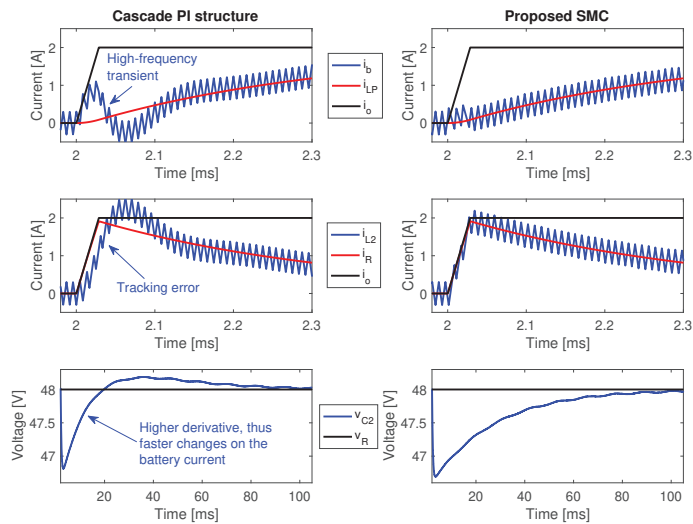 Cascade PI structure
Proposed SMC
Current [A]
2
1
0
High-frequency
transient
2
2.1
2.2
2.3
Time [ms]
i_b
i_LP
i_o
Current [A]
2
1
0
2
2.1
2.2
2.3
Time [ms]
Current [A]
2
1
0
Tracking error
2
2.1
2.2
2.3
Time [ms]
i_L2
i_R
i_o
Current [A]
2
1
0
2
2.1
2.2
2.3
Time [ms]
Voltage [V]
48
47.5
47
Higher derivative, thus
faster changes on the
battery current
20
40
60
80
100
Time [ms]
v_C2
v_R
Voltage [V]
48
47.5
47
20
40
60
80
100
Time [ms]